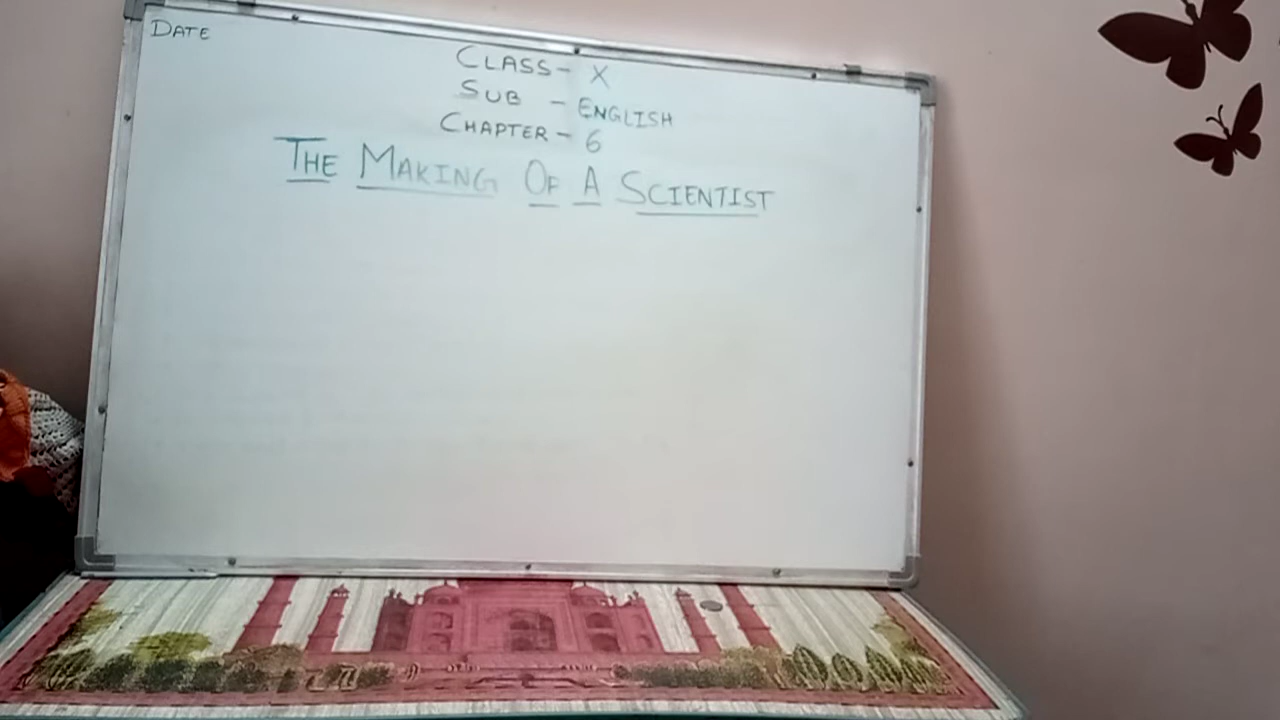 DATE
CLASS- X
SUB - ENGLISH
CHAPTER- 6
THE MAKING OF A SCIENTIST